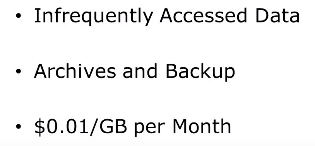 • Infrequently Accessed Data
• Archives and Backup
• $0.01/GB per Month